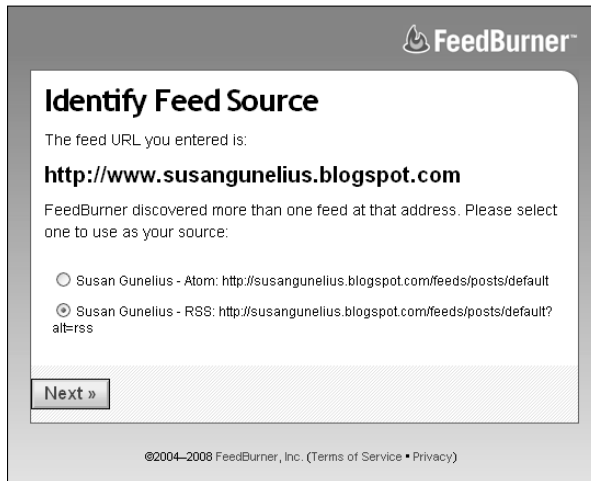 FeedBurner™
Identify Feed Source
The feed URL you entered is:
http://www.susangunelius.blogspot.com
FeedBurner discovered more than one feed at that address. Please select
one to use as your source:
Susan Gunelius - Atom: http://susangunelius.blogspot.com/feeds/posts/default
Susan Gunelius - RSS: http://susangunelius.blogspot.com/feeds/posts/default?
alt=rss
Next »
©2004–2008 FeedBurner, Inc. (Terms of Service • Privacy)